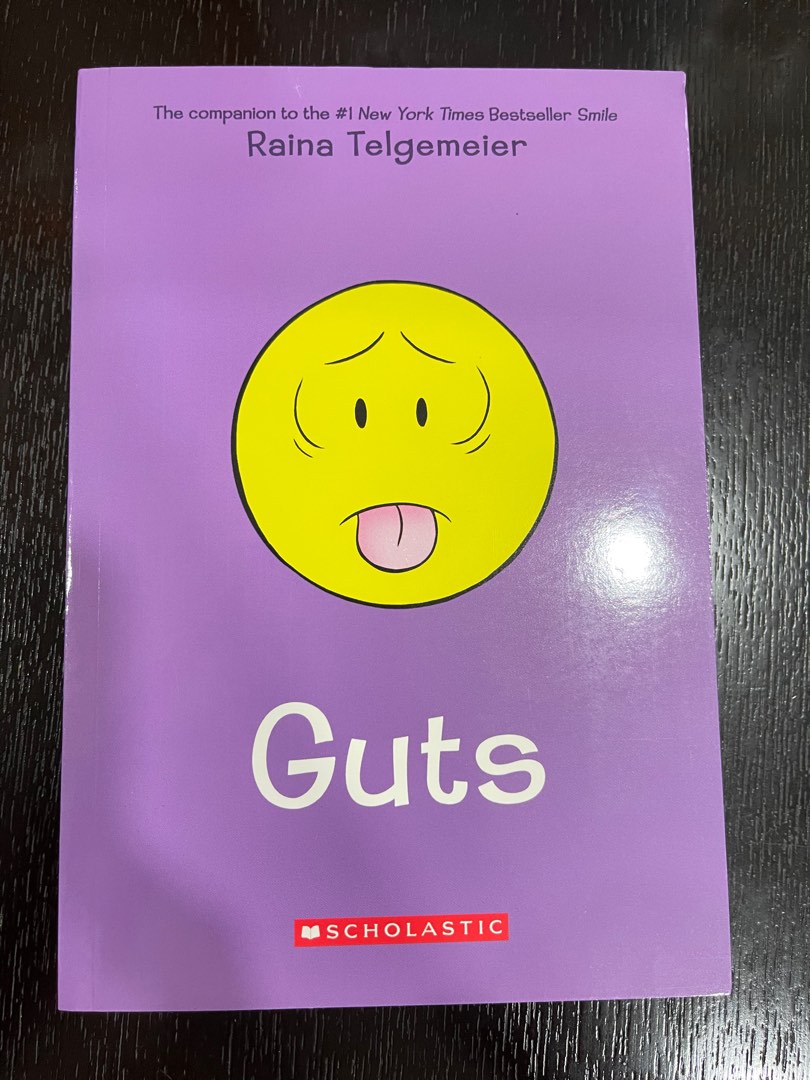 The companion to the #1 New York Times Bestseller Smile
Raina Telgemeier
Guts
SCHOLASTIC